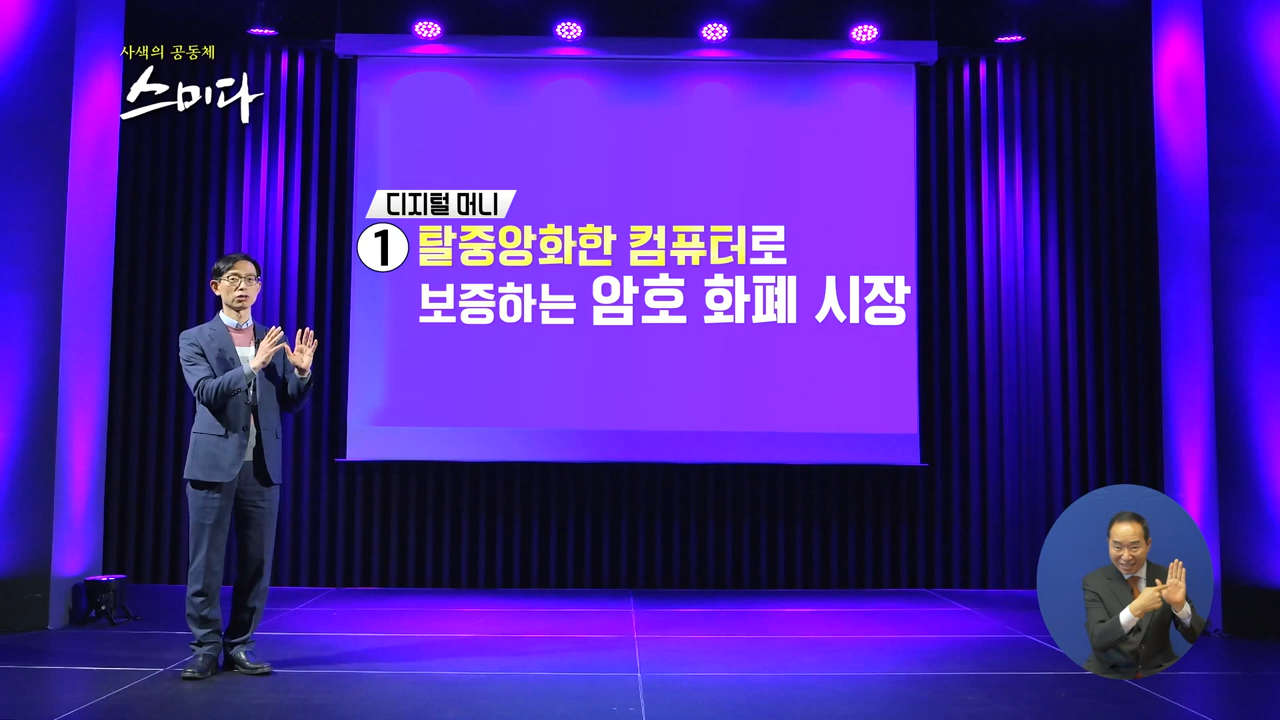 사색의 공동체
스미다
디지털 머니
1 탈중앙화한 컴퓨터로
보증하는 암호 화폐 시장